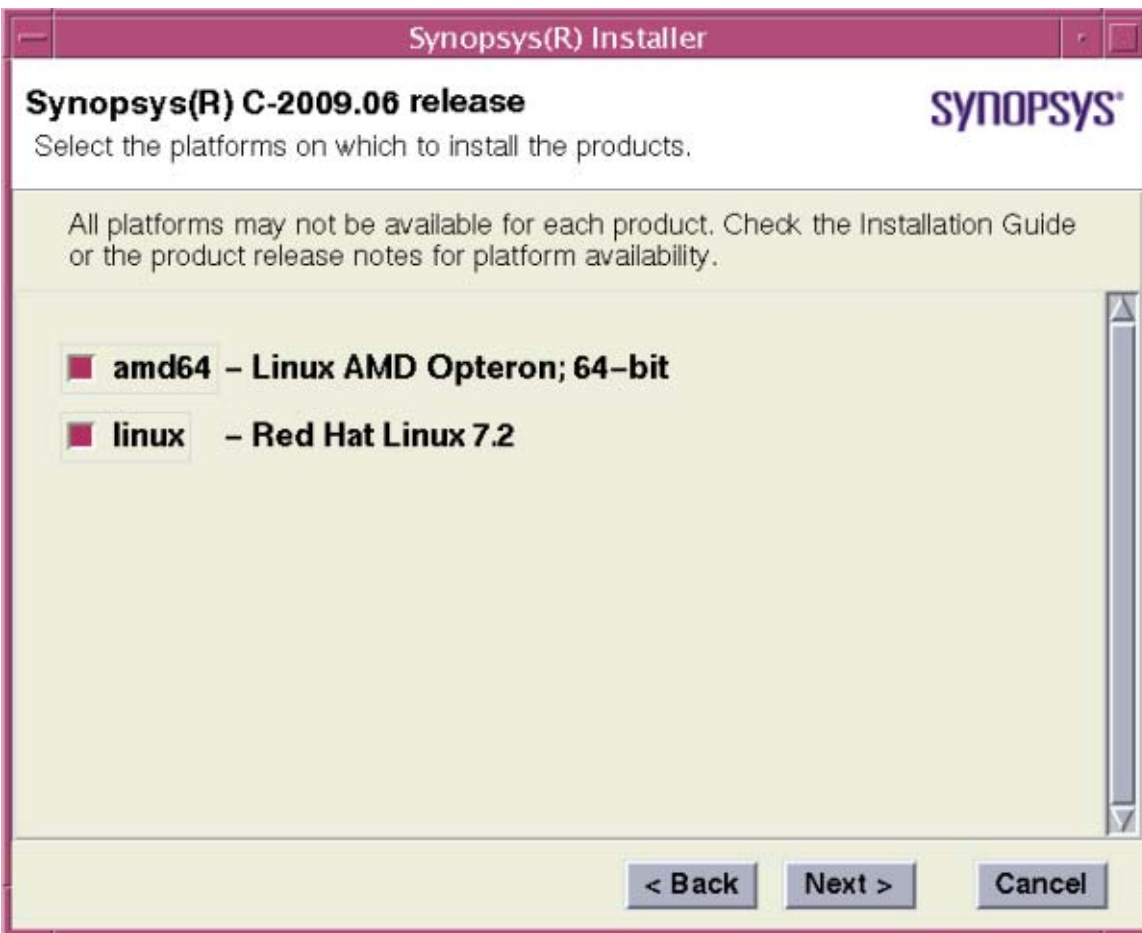 Synopsys(R) Installer
Synopsys(R) C-2009.06 release
SYNOPSYS®
Select the platforms on which to install the products.
All platforms may not be available for each product. Check the Installation Guide
or the product release notes for platform availability.
amd64 – Linux AMD Opteron; 64–bit
linux – Red Hat Linux 7.2
< Back
Next >
Cancel